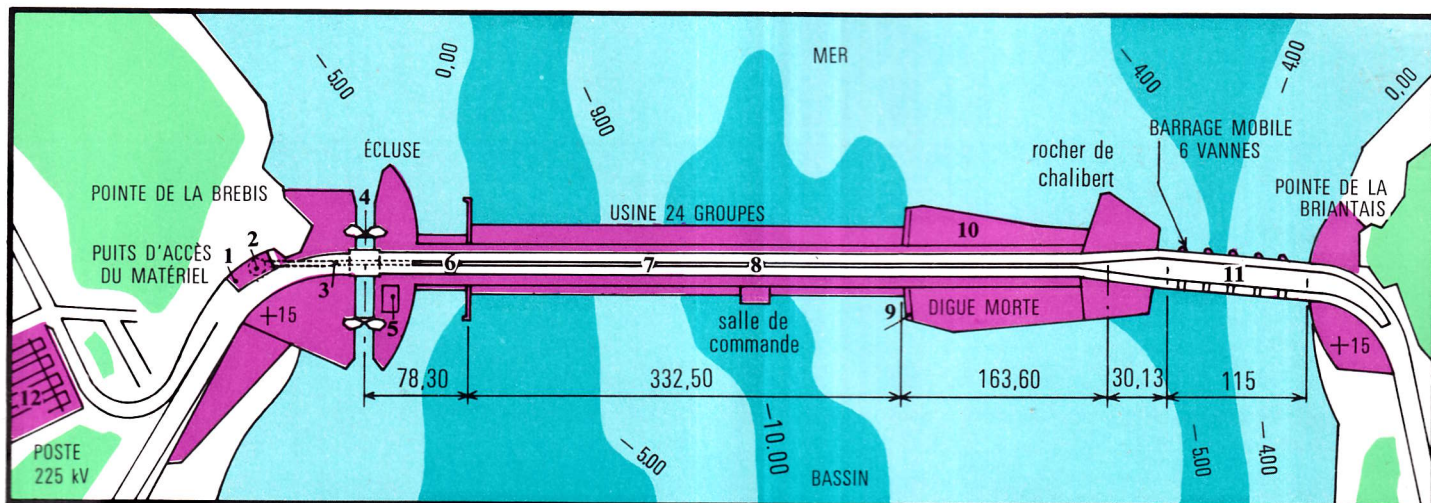 MER
– 5.00
0,00
– 9.00
– 4.00
– 4.00
0,00
ÉCLUSE
BARRAGE MOBILE
6 VANNES
rocher de
chalibert
POINTE DE LA BREBIS
4
USINE 24 GROUPES
POINTE DE LA
BRIANTAIS
10
PUITS D'ACCÈS
DU MATÉRIEL
1
2
3
6
7
8
11
+15
5
salle de
commande
9
DIGUE MORTE
+15
78,30
332,50
163,60
30,13
115
12
POSTE
225 kV
– 5.00
– 10.00
BASSIN
– 5.00
– 4.00